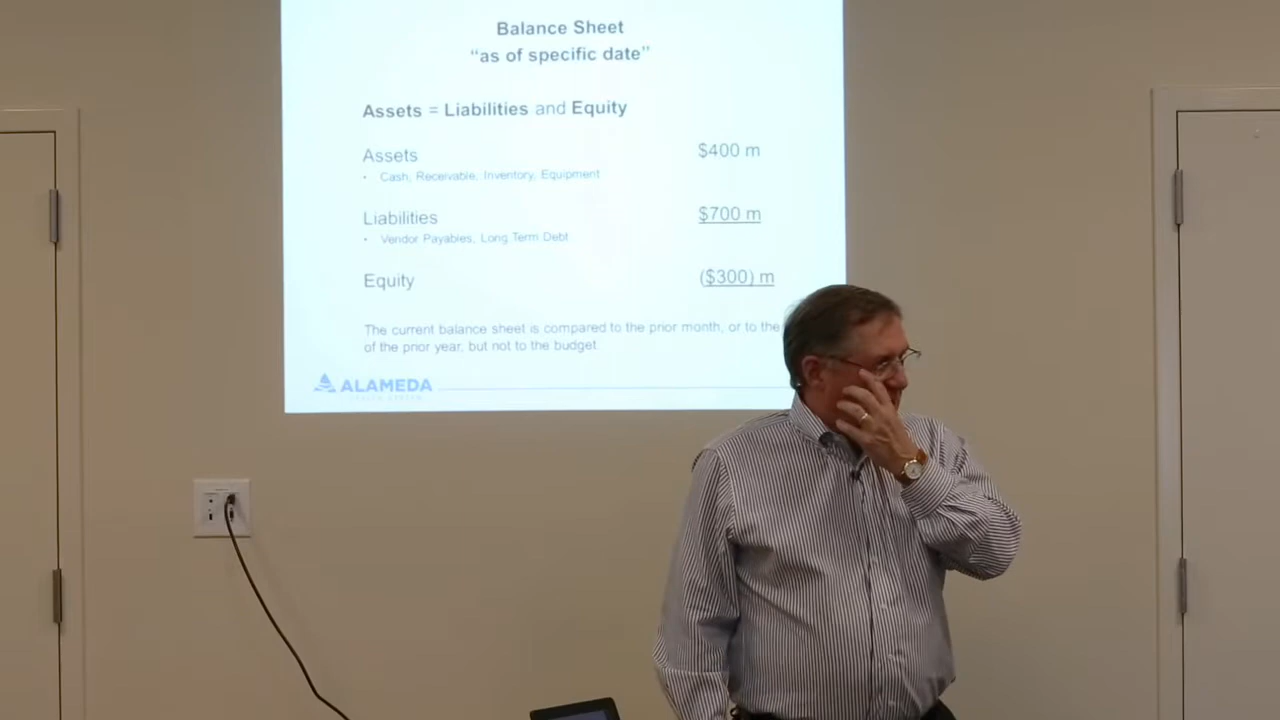 Balance Sheet
“as of specific date”
Assets = Liabilities and Equity
Assets $400 m
• Cash, Receivable, Inventory, Equipment
Liabilities $700 m
• Vendor Payables, Long Term Debt
Equity ($300) m
The current balance sheet is compared to the prior month, or to the
of the prior year, but not to the budget
ALAMEDA